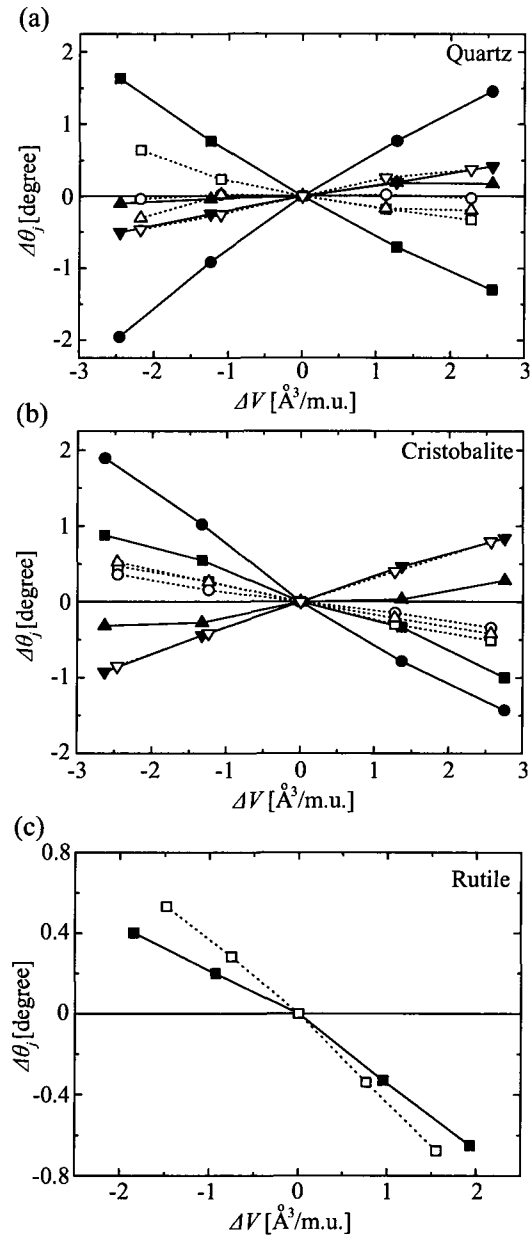 (a)
Quartz
2
1
0
-1
-2
Δθj [degree]
-3 -2 -1 0 1 2 3
ΔV [Å³/m.u.]
(b)
Cristobalite
2
1
0
-1
-2
Δθj [degree]
-3 -2 -1 0 1 2 3
ΔV [Å³/m.u.]
(c)
Rutile
0.8
0.4
0
-0.4
-0.8
Δθj [degree]
-2 -1 0 1 2
ΔV [Å³/m.u.]